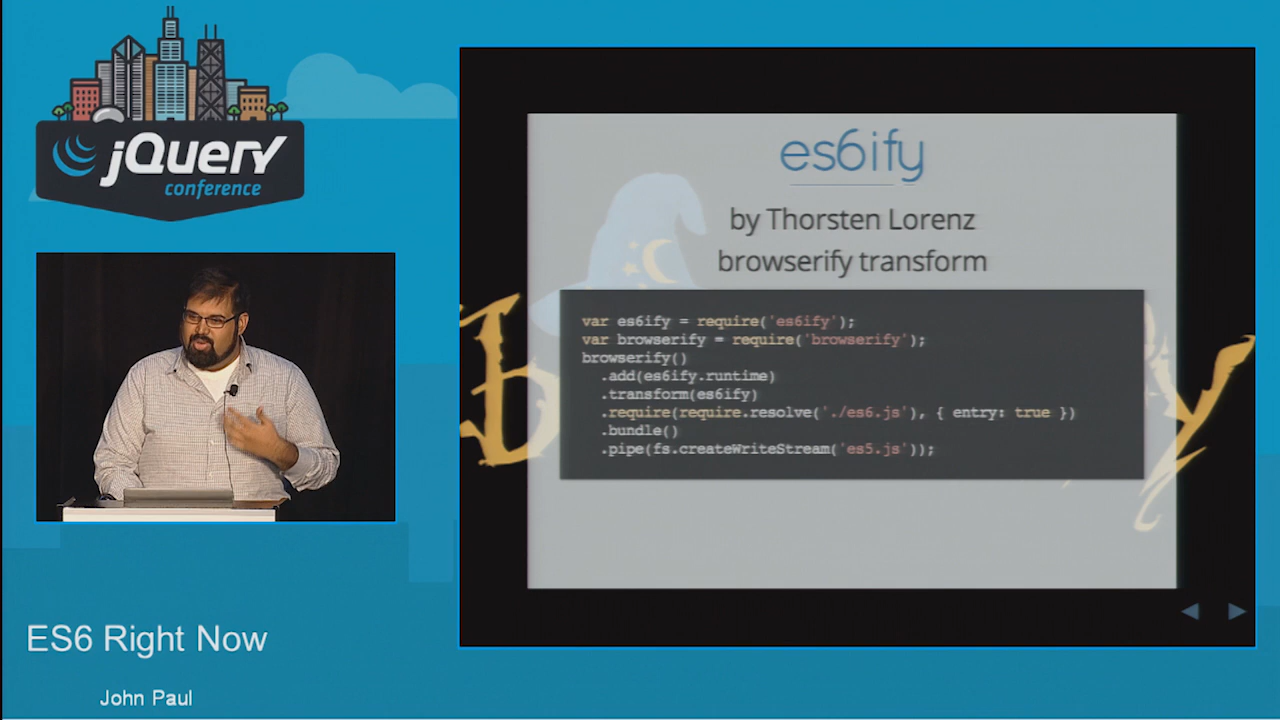 jQuery
conference
ES6 Right Now
John Paul
es6ify
by Thorsten Lorenz
browserify transform
var es6ify = require('es6ify');
var browserify = require('browserify');
browserify()
  .add(es6ify.runtime)
  .transform(es6ify)
  .require(require.resolve('./es6.js'), { entry: true })
  .bundle()
  .pipe(fs.createWriteStream('es5.js'));